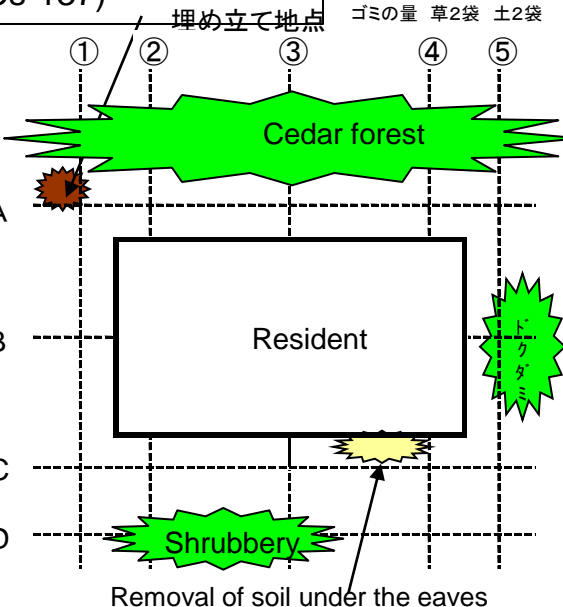 埋め立て地点
ゴミの量 草2袋 土2袋
① ② ③ ④ ⑤
Cedar forest
A
B
Resident
ドクダミ
C
D
Shrubbery
Removal of soil under the eaves